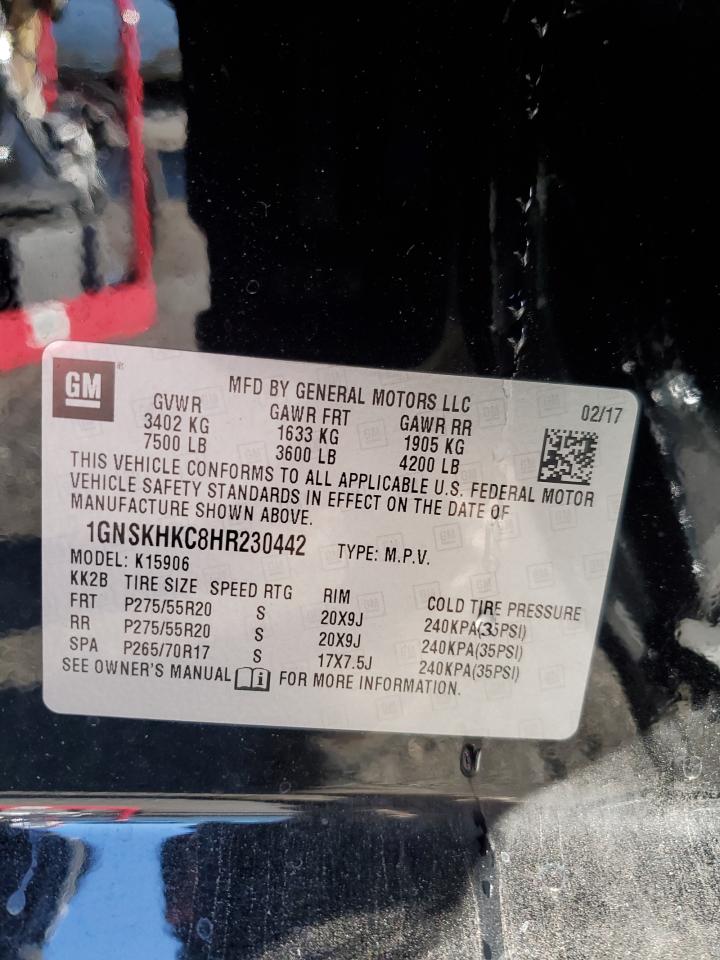 GM
MFD BY GENERAL MOTORS LLC 02/17
GVWR GAWR FRT GAWR RR
3402 KG 1633 KG 1905 KG
7500 LB 3600 LB 4200 LB
THIS VEHICLE CONFORMS TO ALL APPLICABLE U.S. FEDERAL MOTOR
VEHICLE SAFETY STANDARDS IN EFFECT ON THE DATE OF
MANUFACTURE SHOWN ABOVE.
1GNSKHKC8HR230442 TYPE: M.P.V.
MODEL: K15906
KK2B TIRE SIZE SPEED RTG RIM COLD TIRE PRESSURE
FRT P275/55R20 S 20X9J 240KPA(35PSI)
RR P275/55R20 S 20X9J 240KPA(35PSI)
SPA P265/70R17 S 17X7.5J 240KPA(35PSI)
SEE OWNER'S MANUAL FOR MORE INFORMATION.